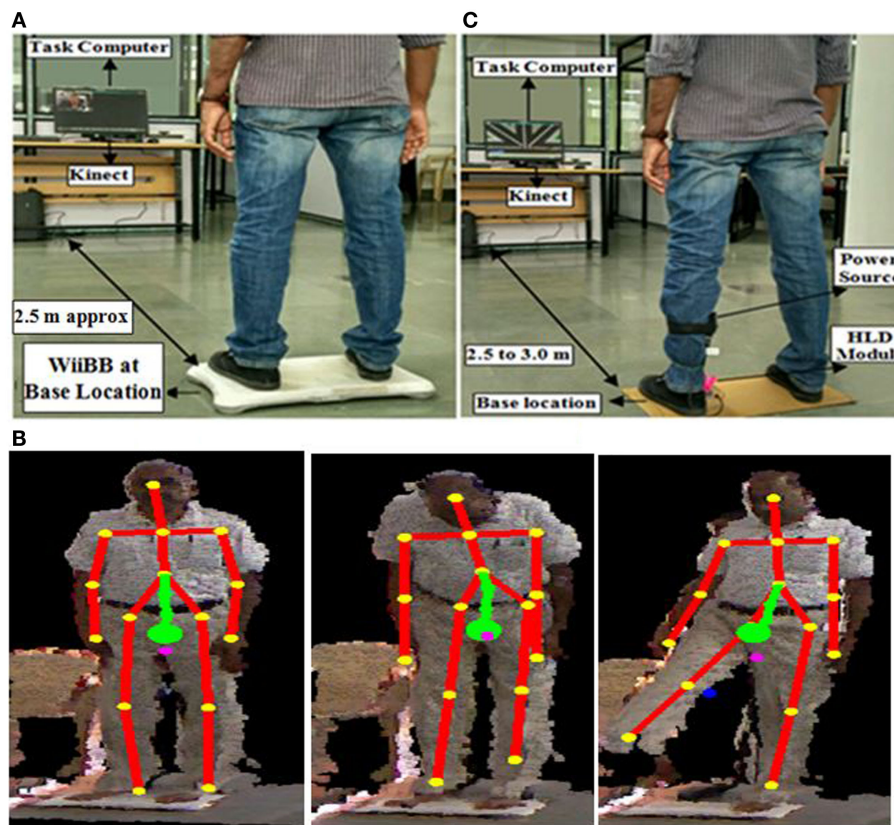 A
Task Computer
Kinect
2.5 m approx
WiiBB at
Base Location
C
Task Computer
Kinect
Power
Source
HLD
Modul
2.5 to 3.0 m
Base location
B